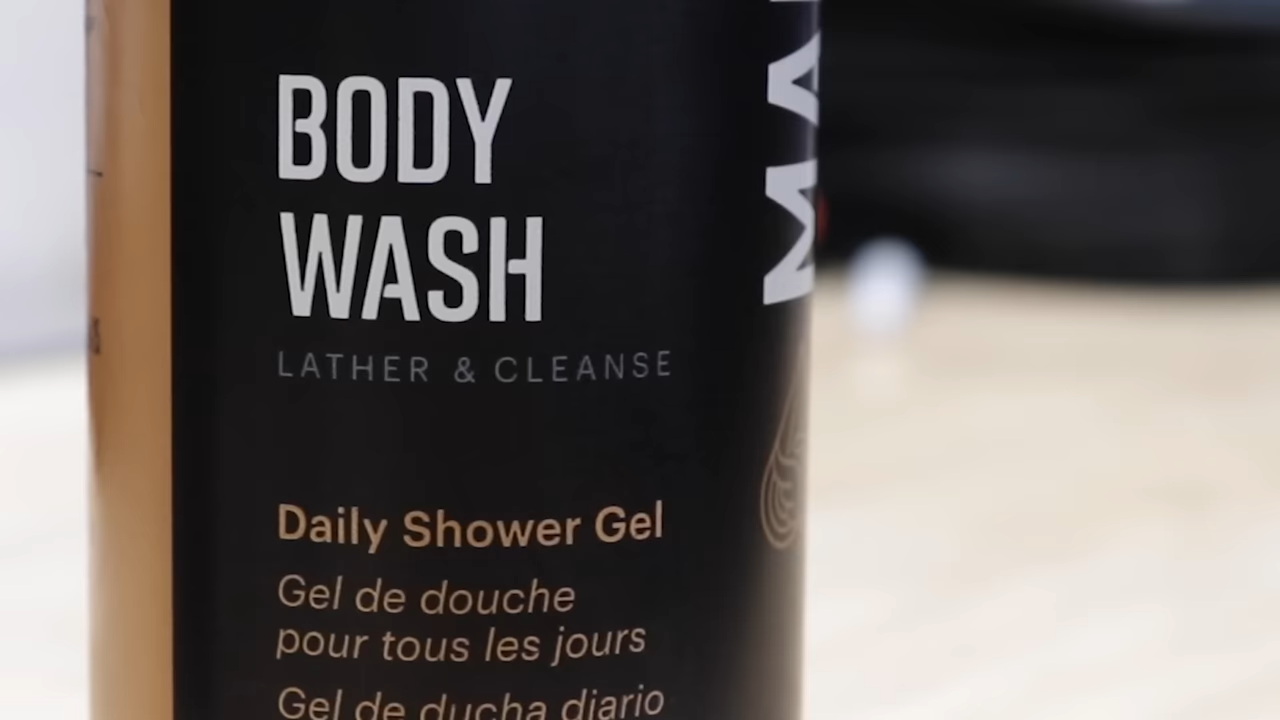 BODY
WASH
LATHER & CLEANSE
Daily Shower Gel
Gel de douche
pour tous les jours
Gel de ducha diario